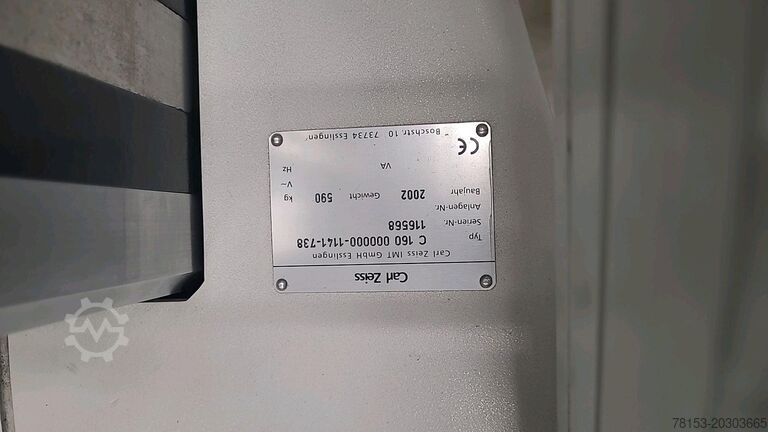 Carl Zeiss
Carl Zeiss IMT GmbH Esslingen
Typ C 160 000000-1141-738
Serien-Nr. 116568
Anlagen-Nr.
Baujahr 2002 Gewicht 590 kg
V~
VA Hz
CE
Boschstr. 10 73734 Esslingen
78153-20303665